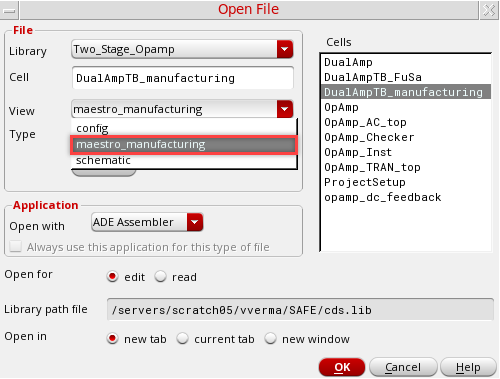 Open File
File
Library Two_Stage_Opamp
Cell DualAmpTB_manufacturing
View maestro_manufacturing
config
Type maestro_manufacturing
schematic
Cells
DualAmp
DualAmpTB_FuSa
DualAmpTB_manufacturing
OpAmp
OpAmp_AC_top
OpAmp_Checker
OpAmp_Inst
OpAmp_TRAN_top
ProjectSetup
opamp_dc_feedback
Application
Open with ADE Assembler
Always use this application for this type of file
Open for edit read
Library path file /servers/scratch05/vverma/SAFE/cds.lib
Open in new tab current tab new window
OK Cancel Help